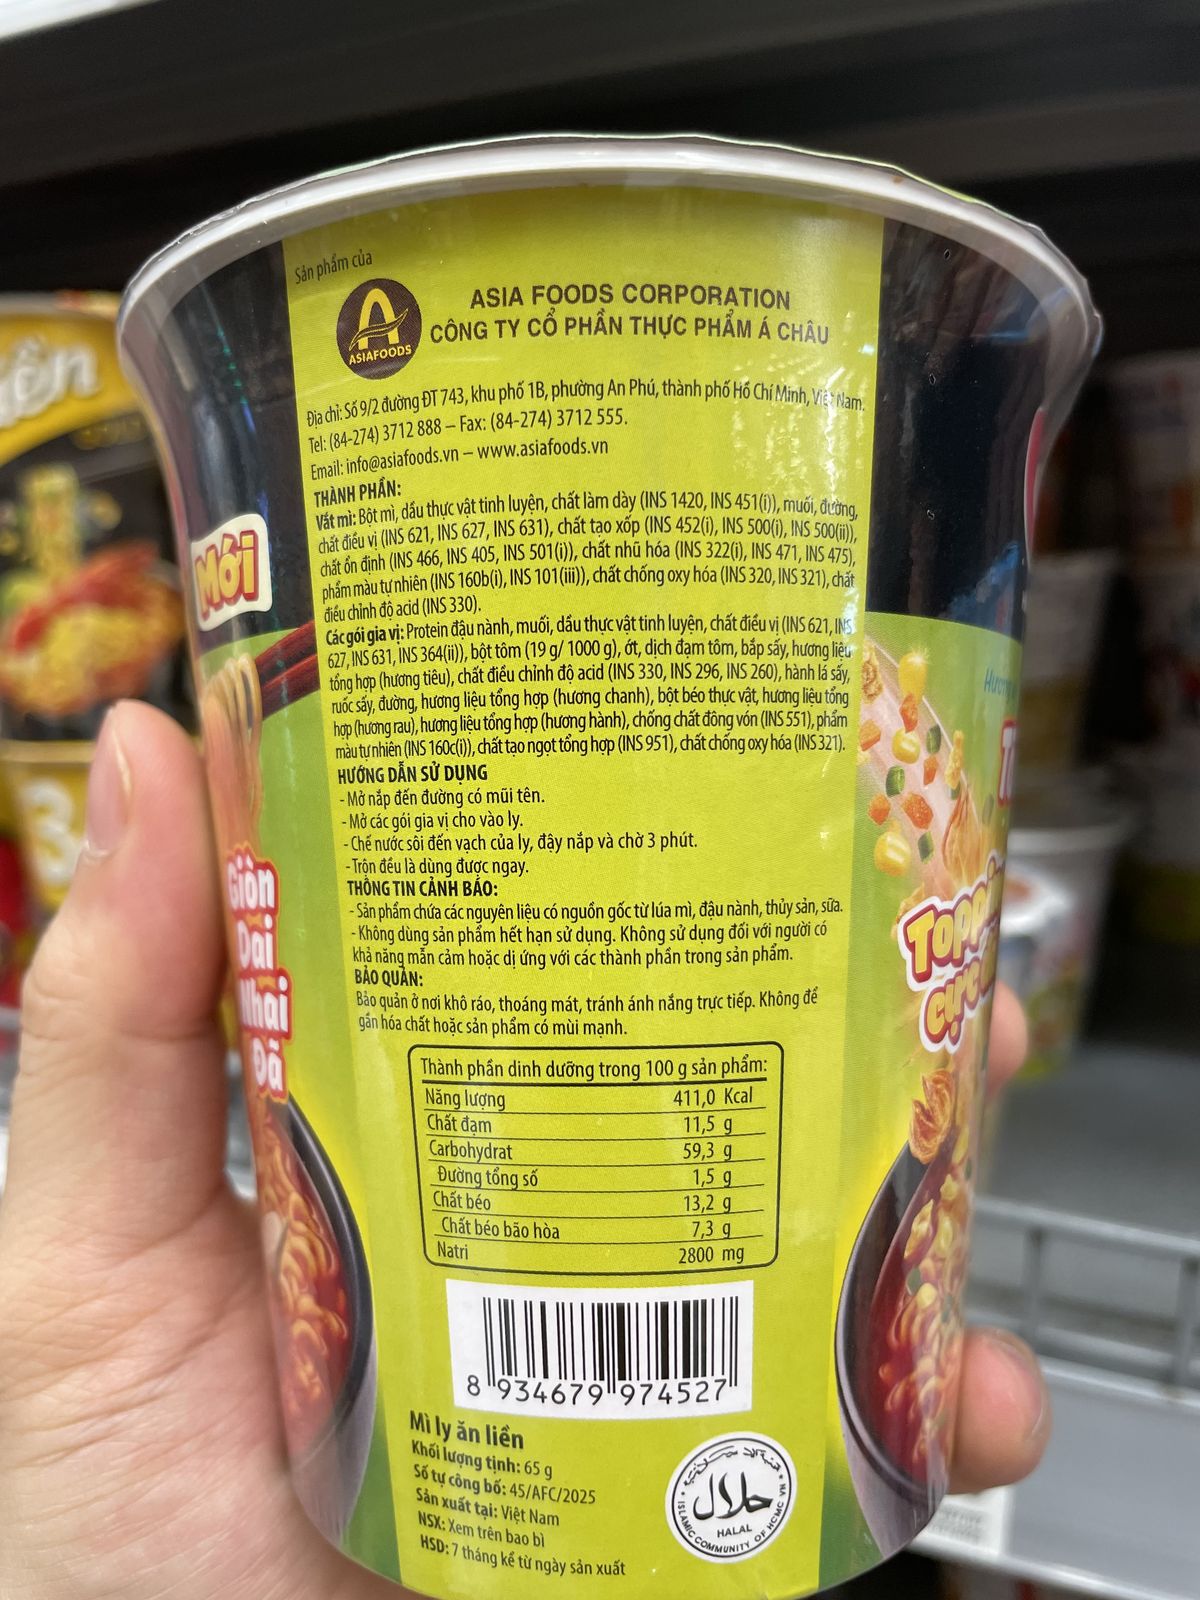 Sản phẩm của
ASIAFOODS
ASIA FOODS CORPORATION
CÔNG TY CỔ PHẦN THỰC PHẨM Á CHÂU
Địa chỉ: Số 9/2 đường ĐT 743, khu phố 1B, phường An Phú, thành phố Hồ Chí Minh, Việt Nam.
Tel: (84-274) 3712 888 – Fax: (84-274) 3712 555.
Email: info@asiafoods.vn – www.asiafoods.vn
THÀNH PHẦN:
Vắt mì: Bột mì, dầu thực vật tinh luyện, chất làm dày (INS 1420, INS 451(i)), muối, đường,
chất điều vị (INS 621, INS 627, INS 631), chất tạo xốp (INS 452(i), INS 500(i), INS 500(ii)),
chất ổn định (INS 466, INS 405, INS 501(i)), chất nhũ hóa (INS 322(i), INS 471, INS 475),
phẩm màu tự nhiên (INS 160b(i), INS 101(iii)), chất chống oxy hóa (INS 320, INS 321), chất
điều chỉnh độ acid (INS 330).
Các gói gia vị: Protein đậu nành, muối, dầu thực vật tinh luyện, chất điều vị (INS 621, INS
627, INS 631, INS 364(ii)), bột tôm (19 g/ 1000 g), ớt, dịch đạm tôm, bắp sấy, hương liệu
tổng hợp (hương tiêu), chất điều chỉnh độ acid (INS 330, INS 296, INS 260), hành lá sấy,
ruốc sấy, đường, hương liệu tổng hợp (hương chanh), bột béo thực vật, hương liệu tổng
hợp (hương rau), hương liệu tổng hợp (hương hành), chống chất đông vón (INS 551), phẩm
màu tự nhiên (INS 160c(i)), chất tạo ngọt tổng hợp (INS 951), chất chống oxy hóa (INS 321).
HƯỚNG DẪN SỬ DỤNG
- Mở nắp đến đường có mũi tên.
- Mở các gói gia vị cho vào ly.
- Chế nước sôi đến vạch của ly, đậy nắp và chờ 3 phút.
- Trộn đều là dùng được ngay.
THÔNG TIN CẢNH BÁO:
- Sản phẩm chứa các nguyên liệu có nguồn gốc từ lúa mì, đậu nành, thủy sản, sữa.
- Không dùng sản phẩm hết hạn sử dụng. Không sử dụng đối với người có
khả năng mẫn cảm hoặc dị ứng với các thành phần trong sản phẩm.
BẢO QUẢN:
Bảo quản ở nơi khô ráo, thoáng mát, tránh ánh nắng trực tiếp. Không để
gần hóa chất hoặc sản phẩm có mùi mạnh.
Thành phần dinh dưỡng trong 100 g sản phẩm:
Năng lượng 411,0 Kcal
Chất đạm 11,5 g
Carbohydrat 59,3 g
Đường tổng số 1,5 g
Chất béo 13,2 g
Chất béo bão hòa 7,3 g
Natri 2800 mg
8 934679 974527
Mì ly ăn liền
Khối lượng tịnh: 65 g
Số tự công bố: 45/AFC/2025
Sản xuất tại: Việt Nam
NSX: Xem trên bao bì
HSD: 7 tháng kể từ ngày sản xuất
حلال
HALAL
ISLAMIC COMMUNITY OF HCMC VN
Mới
Giòn
Dai
Nhai
Đã
3